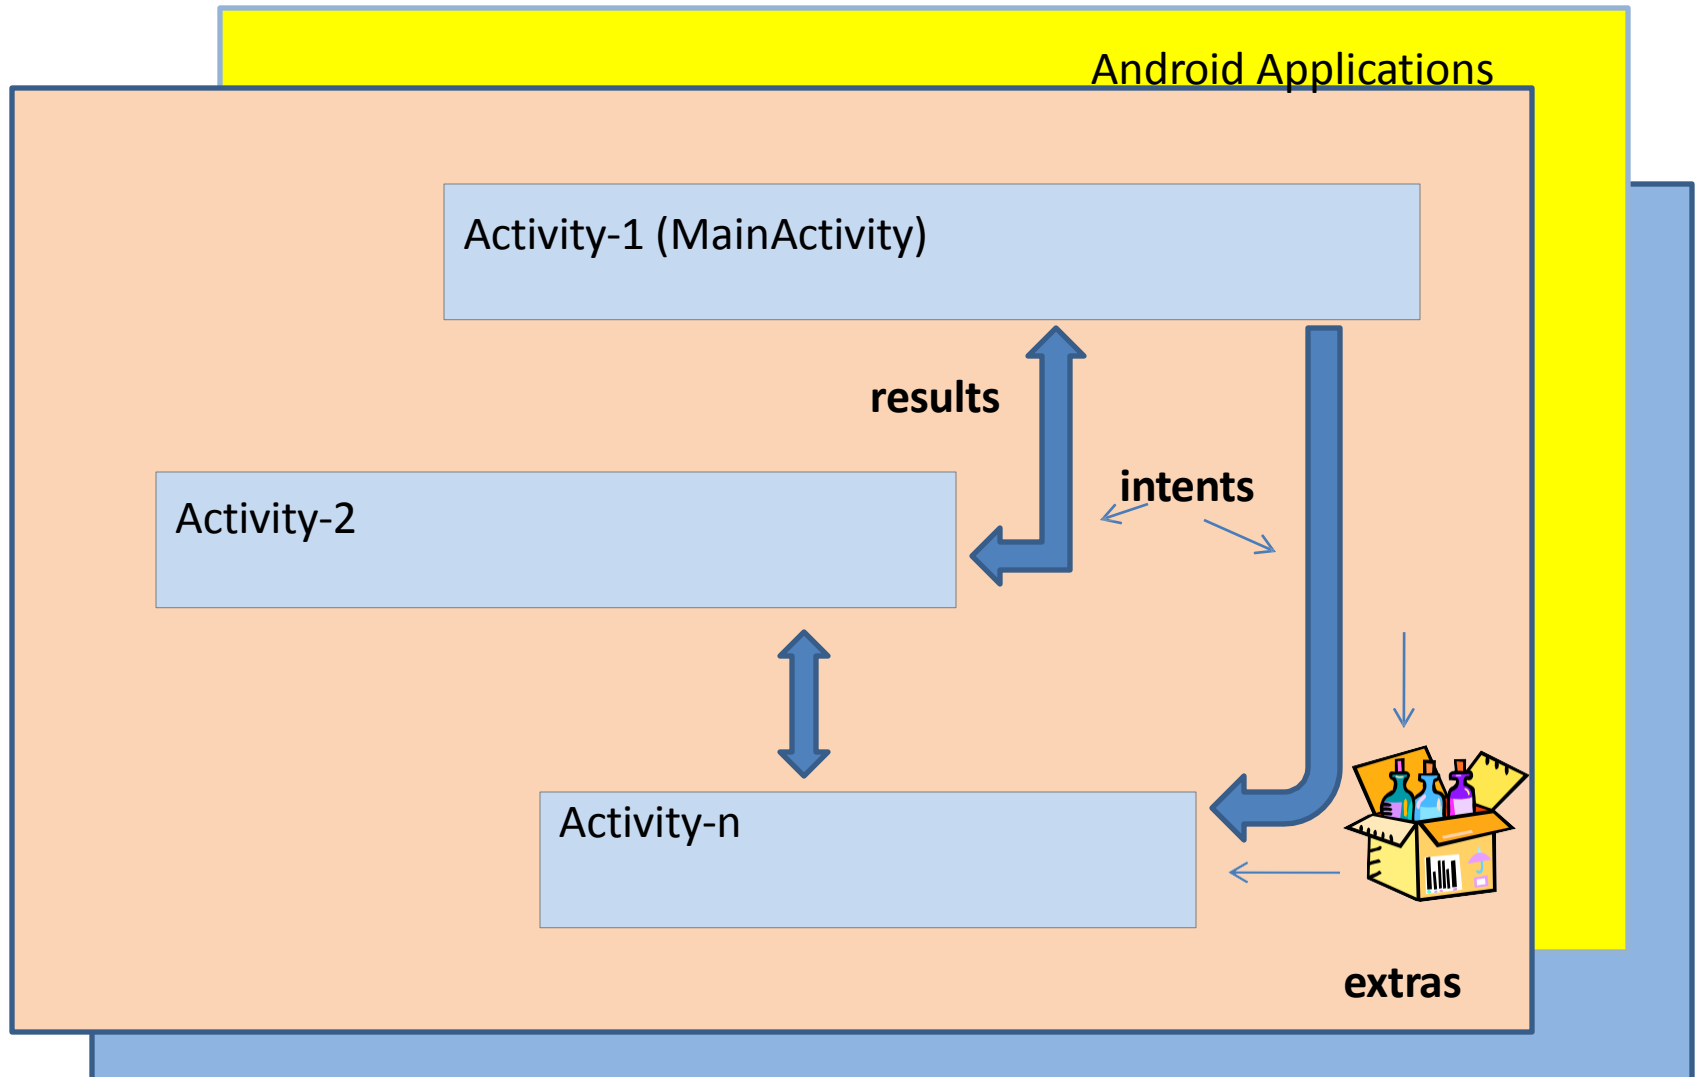 Android Applications
Activity-1 (MainActivity)
results
intents
Activity-2
Activity-n
extras